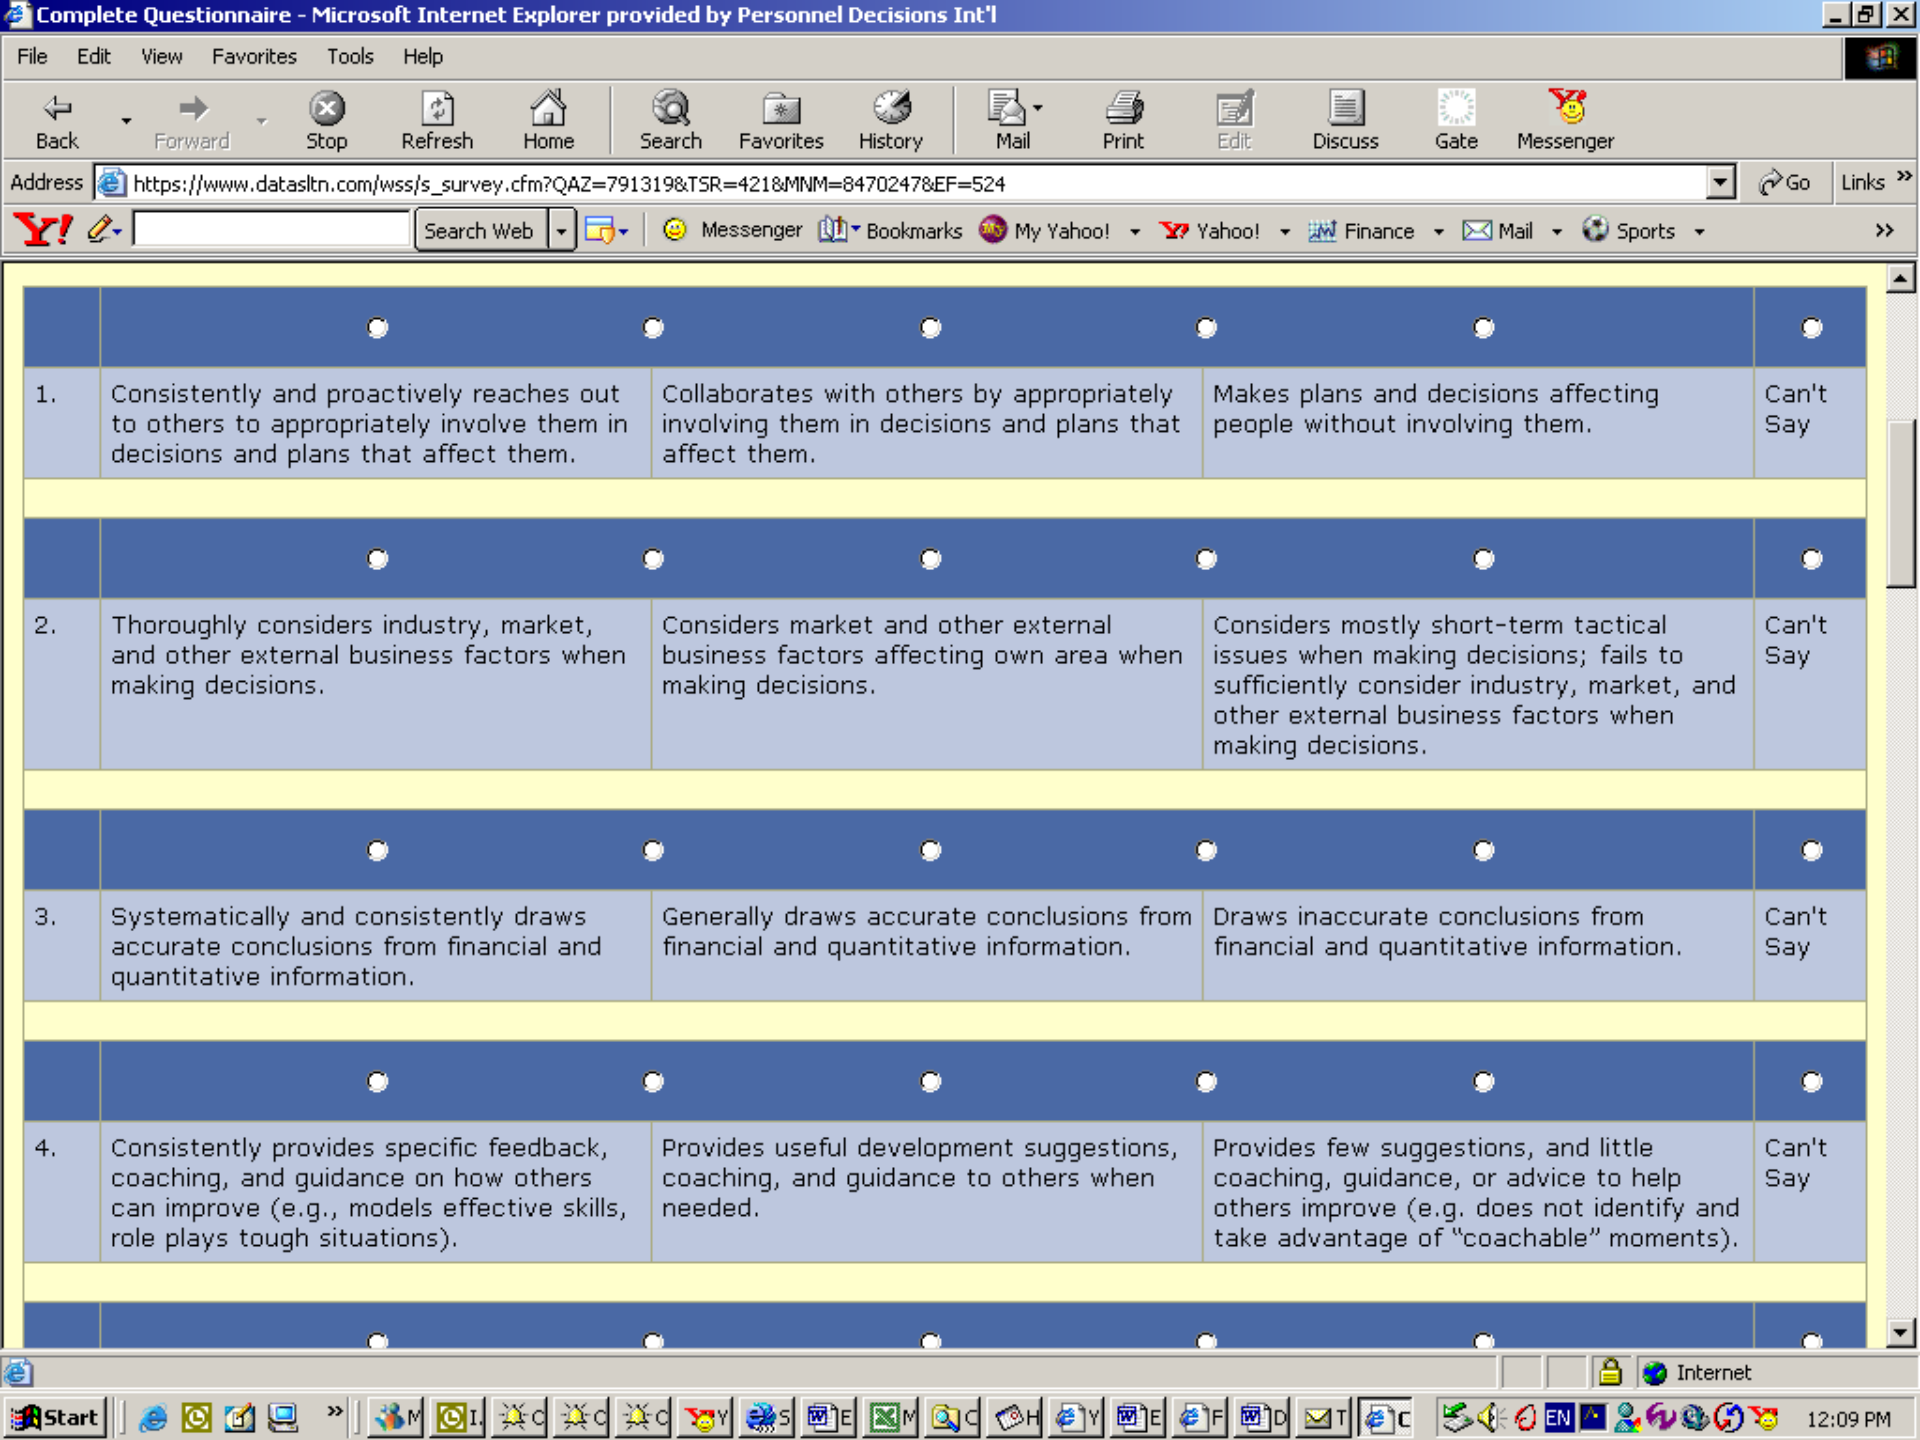 Complete Questionnaire - Microsoft Internet Explorer provided by Personnel Decisions Int'l
File Edit View Favorites Tools Help
Back Forward Stop Refresh Home Search Favorites History Mail Print Edit Discuss Gate Messenger
Address https://www.datasltn.com/wss/s_survey.cfm?QAZ=791319&TSR=421&MNM=8470247&EF=524 Go Links »
Y! Search Web Messenger Bookmarks My Yahoo! Yahoo! Finance Mail Sports »
1.
Consistently and proactively reaches out
to others to appropriately involve them in
decisions and plans that affect them.
Collaborates with others by appropriately
involving them in decisions and plans that
affect them.
Makes plans and decisions affecting
people without involving them.
Can't
Say
2.
Thoroughly considers industry, market,
and other external business factors when
making decisions.
Considers market and other external
business factors affecting own area when
making decisions.
Considers mostly short-term tactical
issues when making decisions; fails to
sufficiently consider industry, market, and
other external business factors when
making decisions.
Can't
Say
3.
Systematically and consistently draws
accurate conclusions from financial and
quantitative information.
Generally draws accurate conclusions from
financial and quantitative information.
Draws inaccurate conclusions from
financial and quantitative information.
Can't
Say
4.
Consistently provides specific feedback,
coaching, and guidance on how others
can improve (e.g., models effective skills,
role plays tough situations).
Provides useful development suggestions,
coaching, and guidance to others when
needed.
Provides few suggestions, and little
coaching, guidance, or advice to help
others improve (e.g. does not identify and
take advantage of “coachable” moments).
Can't
Say
Internet
Start » M I. C C C Y S E M C H Y E F D T C EN 12:09 PM